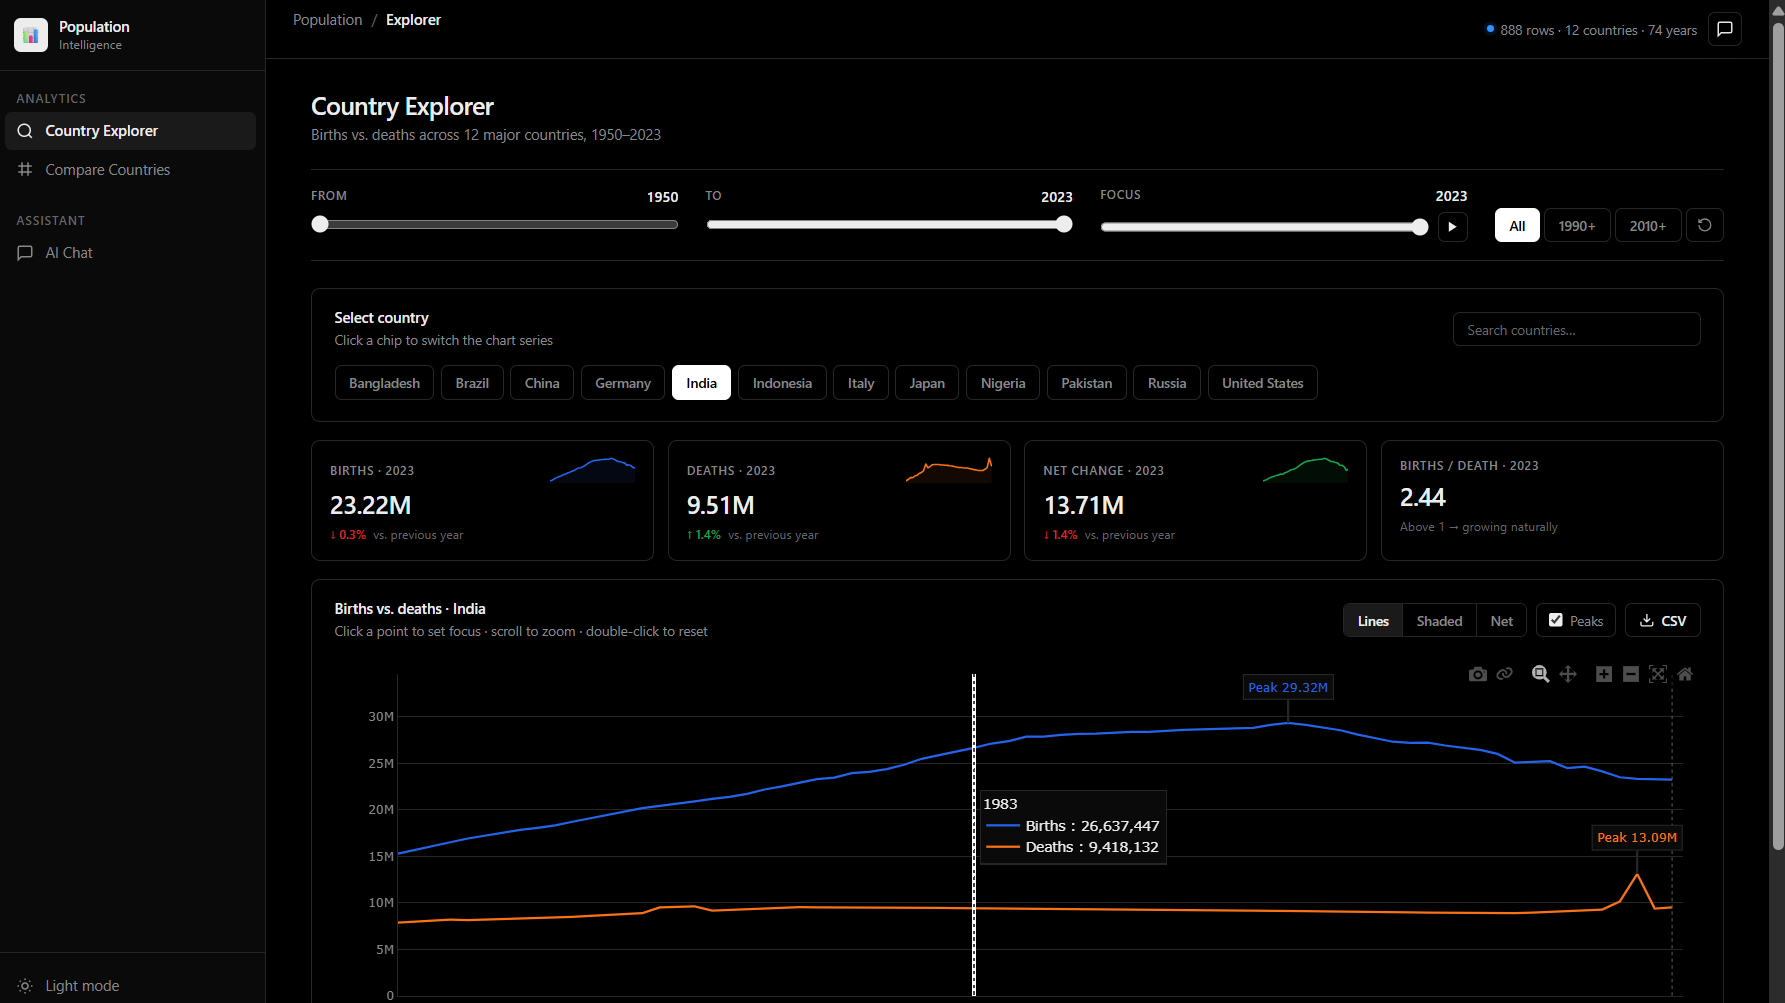 Population
Intelligence
Population / Explorer
888 rows · 12 countries · 74 years
ANALYTICS
Country Explorer
Compare Countries
ASSISTANT
AI Chat
Light mode
Country Explorer
Births vs. deaths across 12 major countries, 1950–2023
FROM 1950
TO 2023
FOCUS 2023
All 1990+ 2010+
Select country
Click a chip to switch the chart series
Search countries...
Bangladesh Brazil China Germany India Indonesia Italy Japan Nigeria Pakistan Russia United States
BIRTHS · 2023
23.22M
↓ 0.3% vs. previous year
DEATHS · 2023
9.51M
↑ 1.4% vs. previous year
NET CHANGE · 2023
13.71M
↓ 1.4% vs. previous year
BIRTHS / DEATH · 2023
2.44
Above 1 → growing naturally
Births vs. deaths · India
Click a point to set focus · scroll to zoom · double-click to reset
Lines Shaded Net Peaks CSV
Peak 29.32M
30M
25M
20M
15M
10M
5M
0
1983
Births : 26,637,447
Deaths : 9,418,132
Peak 13.09M